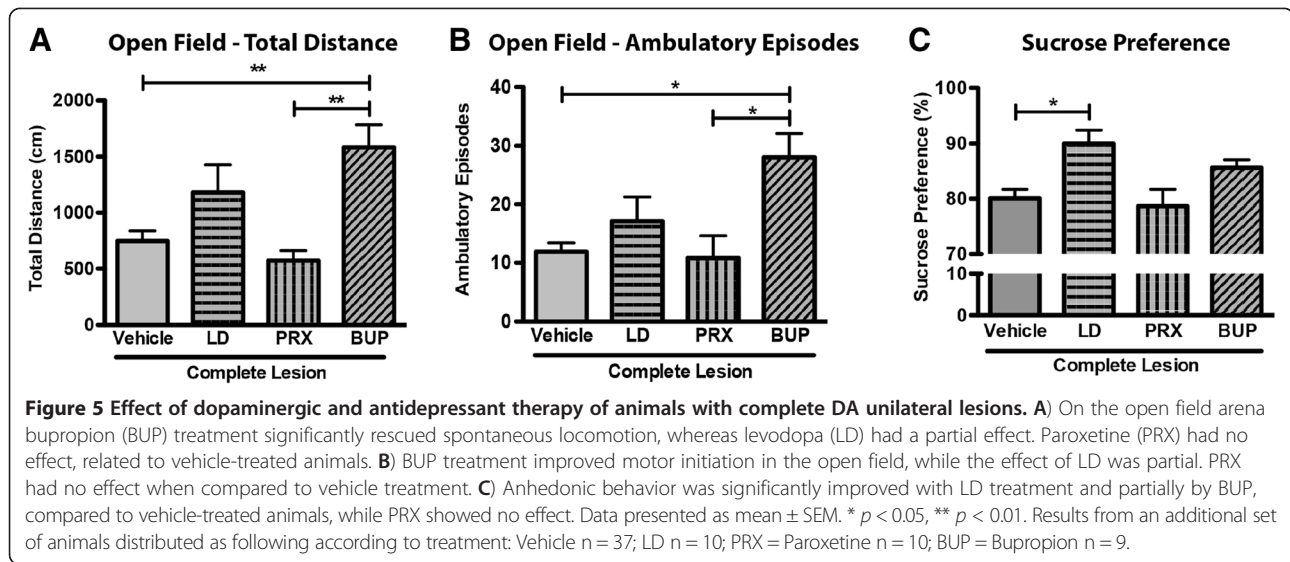 A Open Field - Total Distance
**
**
Total Distance (cm)
2000
1500
1000
500
0
Vehicle LD PRX BUP
Complete Lesion
B Open Field - Ambulatory Episodes
*
*
Ambulatory Episodes
40
30
20
10
0
Vehicle LD PRX BUP
Complete Lesion
C Sucrose Preference
*
Sucrose Preference (%)
100
90
80
70
10
0
Vehicle LD PRX BUP
Complete Lesion
Figure 5 Effect of dopaminergic and antidepressant therapy of animals with complete DA unilateral lesions. A) On the open field arena
bupropion (BUP) treatment significantly rescued spontaneous locomotion, whereas levodopa (LD) had a partial effect. Paroxetine (PRX) had no
effect, related to vehicle-treated animals. B) BUP treatment improved motor initiation in the open field, while the effect of LD was partial. PRX
had no effect when compared to vehicle treatment. C) Anhedonic behavior was significantly improved with LD treatment and partially by BUP,
compared to vehicle-treated animals, while PRX showed no effect. Data presented as mean ± SEM. * p < 0.05, ** p < 0.01. Results from an additional set
of animals distributed as following according to treatment: Vehicle n = 37; LD n = 10; PRX = Paroxetine n = 10; BUP = Bupropion n = 9.